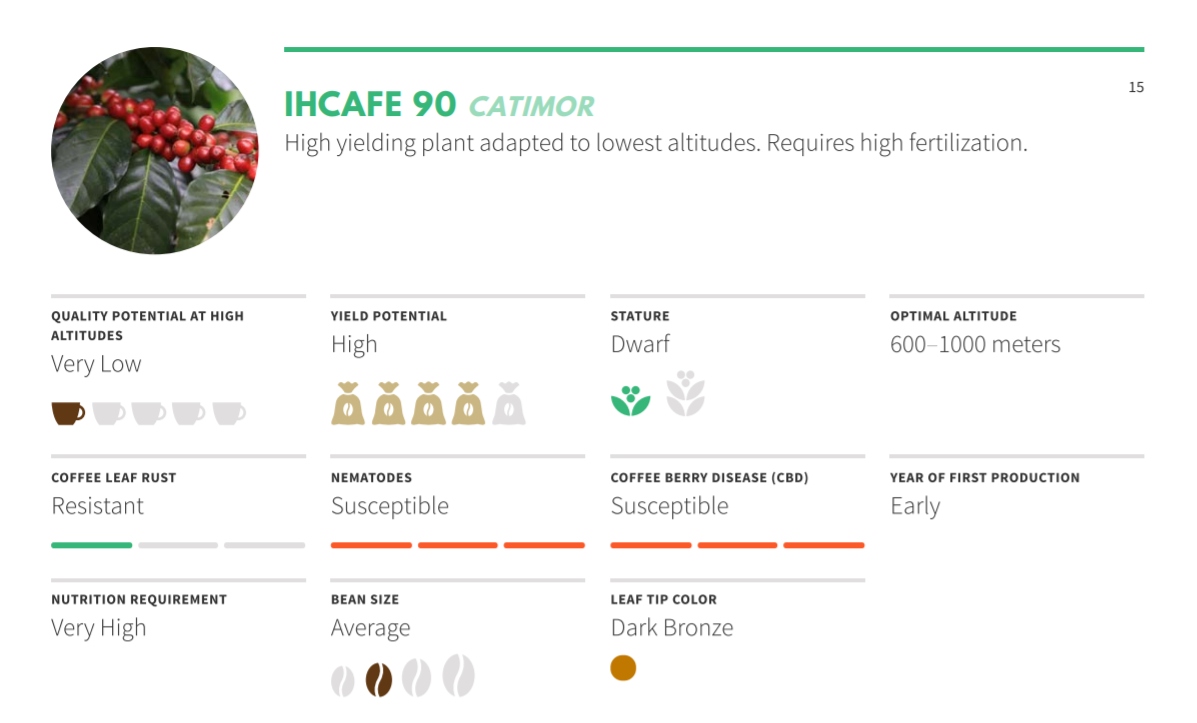 15
IHCAFE 90 CATIMOR
High yielding plant adapted to lowest altitudes. Requires high fertilization.
QUALITY POTENTIAL AT HIGH
ALTITUDES
Very Low
YIELD POTENTIAL
High
STATURE
Dwarf
OPTIMAL ALTITUDE
600–1000 meters
COFFEE LEAF RUST
Resistant
NEMATODES
Susceptible
COFFEE BERRY DISEASE (CBD)
Susceptible
YEAR OF FIRST PRODUCTION
Early
NUTRITION REQUIREMENT
Very High
BEAN SIZE
Average
LEAF TIP COLOR
Dark Bronze